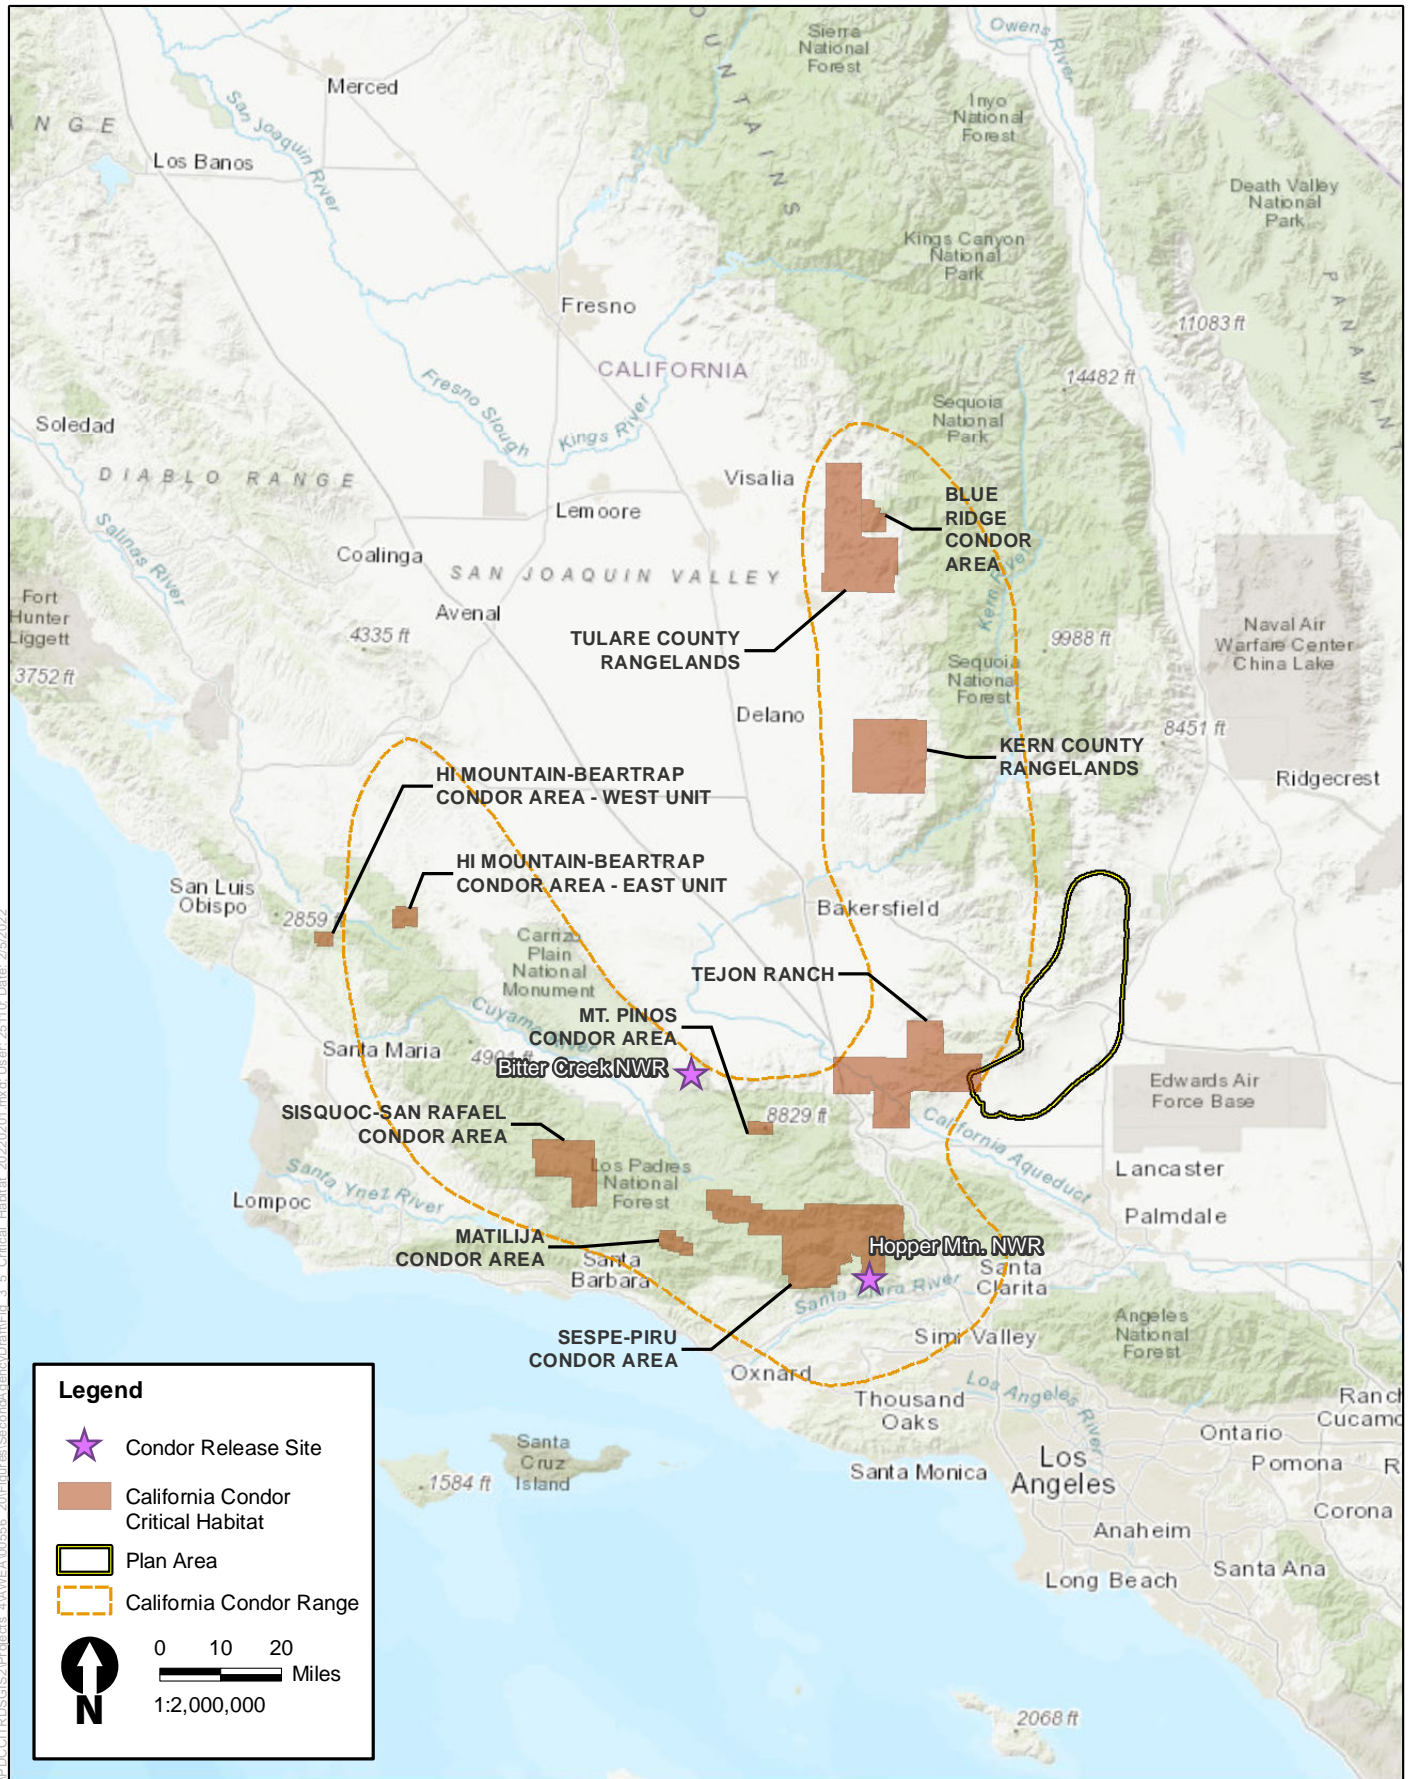 Owens River
Sierra
National
Forest
O U N T A I N S
Merced
Inyo
National
Forest
San Joaquin River
A N G E
Los Banos
Death Valley
National
Park
Kings Canyon
National
Park
P A N A M I N T
Fresno
11083 ft
CALIFORNIA
14482 ft
Fresno Slough
Kings River
Sequoia
National
Park
Soledad
DIABLO RANGE
Visalia
BLUE
RIDGE
CONDOR
AREA
Lemoore
Salinas River
Coalinga
SAN JOAQUIN VALLEY
Kern River
Fort
Hunter
Liggett
Avenal
4335 ft
TULARE COUNTY
RANGELANDS
9988 ft
Naval Air
Warfare Center
China Lake
3752 ft
Sequoia
National
Forest
Delano
8451 ft
KERN COUNTY
RANGELANDS
Ridgecrest
HI MOUNTAIN-BEARTRAP
CONDOR AREA - WEST UNIT
HI MOUNTAIN-BEARTRAP
CONDOR AREA - EAST UNIT
San Luis
Obispo
2859 ft
Bakersfield
Carrizo
Plain
National
Monument
TEJON RANCH
Cuyama River
MT. PINOS
CONDOR AREA
Santa Maria
4901 ft
Bitter Creek NWR
Edwards Air
Force Base
SISQUOC-SAN RAFAEL
CONDOR AREA
8829 ft
California Aqueduct
Lancaster
Los Padres
National
Forest
Santa Ynez River
Lompoc
Palmdale
MATILIJA
CONDOR AREA
Hopper Mtn. NWR
Santa
Barbara
Santa
Clarita
Santa Clara River
Angeles
National
Forest
SESPE-PIRU
CONDOR AREA
Simi Valley
Oxnard
Los Angeles River
Thousand
Oaks
Ontario
Los
Angeles
Pomona
Santa Monica
Santa
Cruz
Island
1584 ft
Corona
Anaheim
Santa Ana
Long Beach
2068 ft
Legend
Condor Release Site
California Condor
Critical Habitat
Plan Area
California Condor Range
N
0 10 20
Miles
1:2,000,000